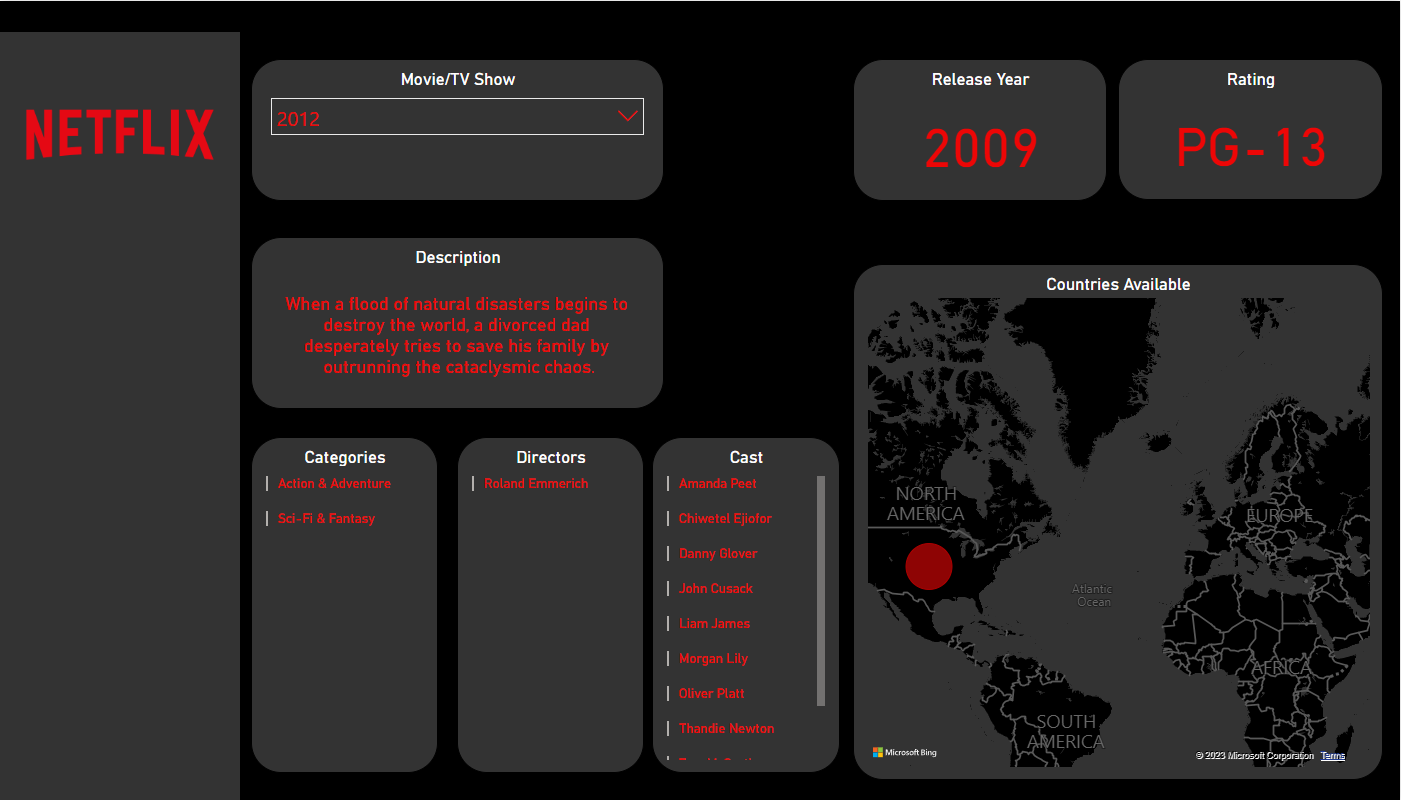 NETFLIX
Movie/TV Show
2012
Release Year
2009
Rating
PG-13
Description
When a flood of natural disasters begins to
destroy the world, a divorced dad
desperately tries to save his family by
outrunning the cataclysmic chaos.
Categories
Action & Adventure
Sci-Fi & Fantasy
Directors
Roland Emmerich
Cast
Amanda Peet
Chiwetel Ejiofor
Danny Glover
John Cusack
Liam James
Morgan Lily
Oliver Platt
Thandie Newton
Countries Available
NORTH
AMERICA
EUROPE
Atlantic
Ocean
AFRICA
SOUTH
AMERICA
Microsoft Bing
© 2023 Microsoft Corporation Terms